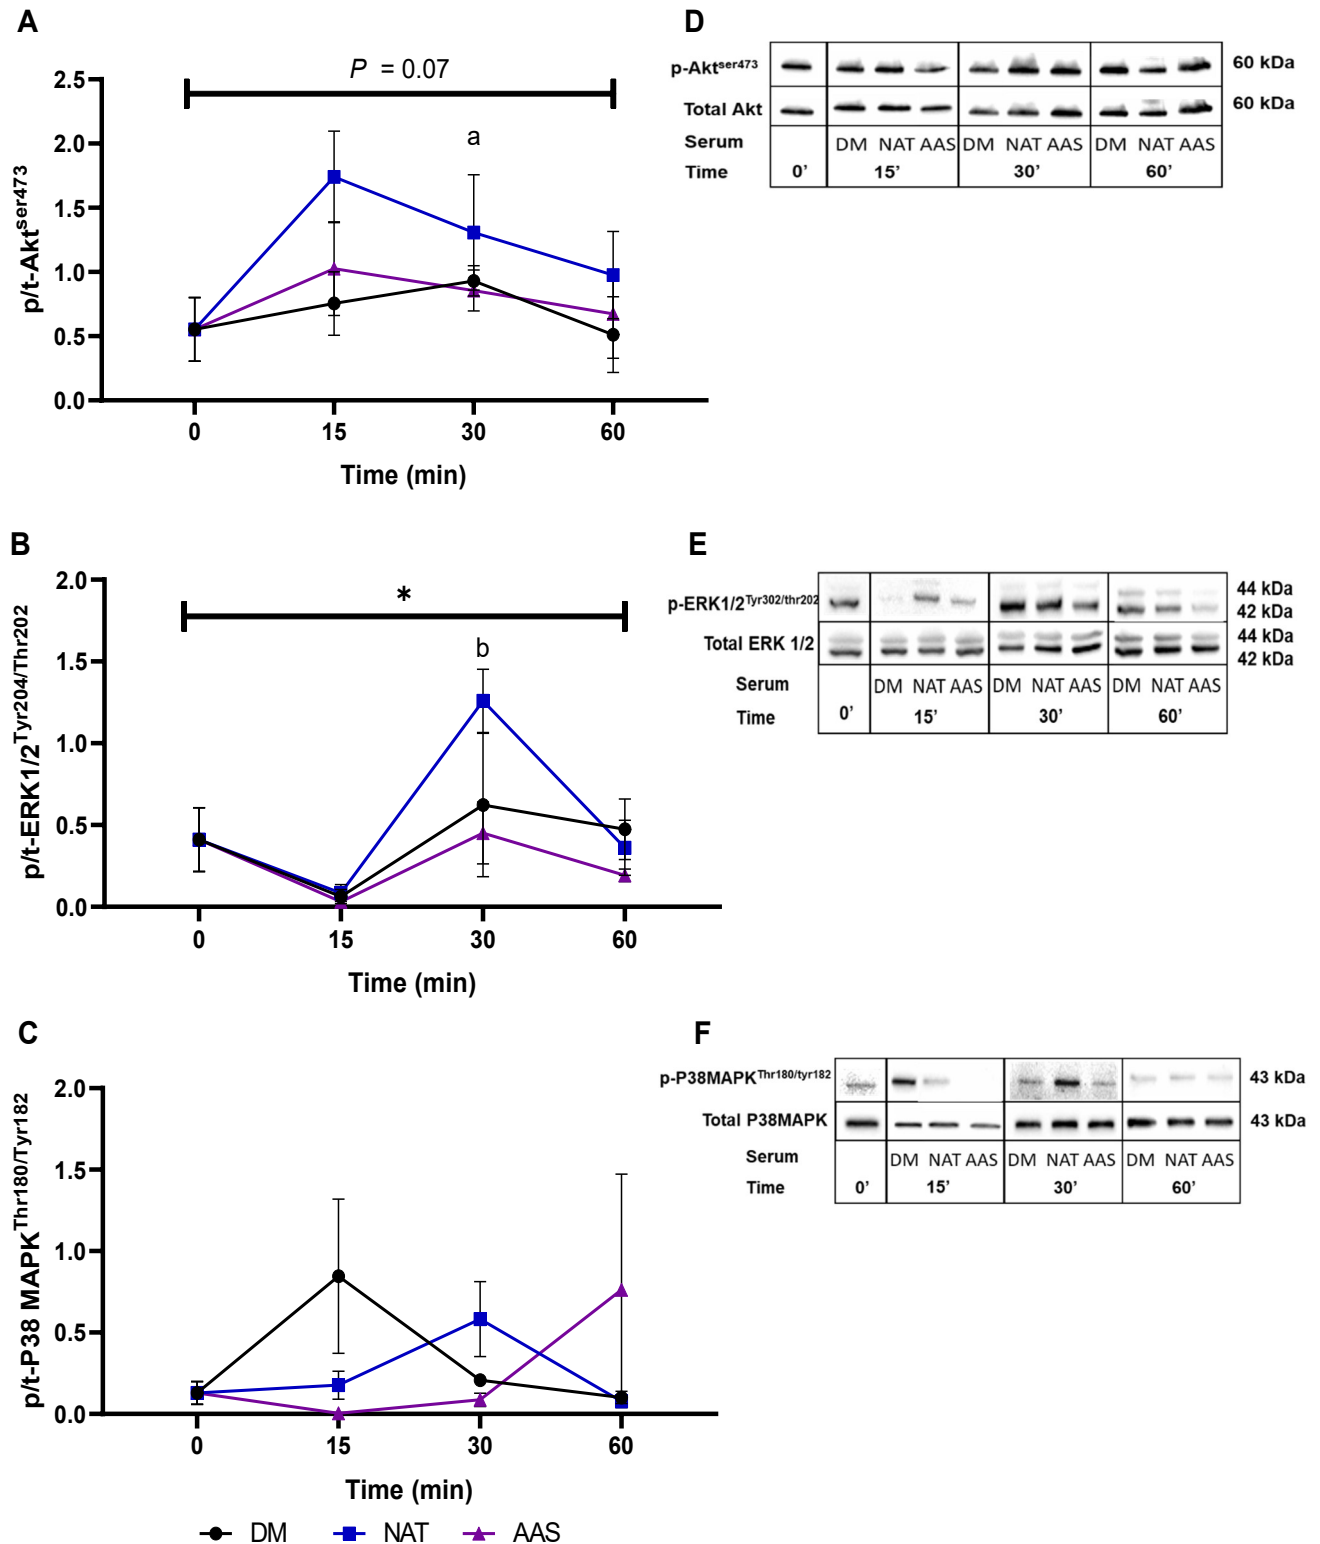 A
P = 0.07
a
2.5
2.0
1.5
1.0
0.5
0.0
p/t-Akt^ser473
0 15 30 60
Time (min)
D
p-Akt^ser473 60 kDa
Total Akt 60 kDa
Serum DM NAT AAS DM NAT AAS DM NAT AAS
Time 0' 15' 30' 60'
B
*
b
2.0
1.5
1.0
0.5
0.0
p/t-ERK1/2^Tyr204/Thr202
0 15 30 60
Time (min)
E
p-ERK1/2^Tyr302/thr202 44 kDa
42 kDa
Total ERK 1/2 44 kDa
42 kDa
Serum DM NAT AAS DM NAT AAS DM NAT AAS
Time 0' 15' 30' 60'
C
2.0
1.5
1.0
0.5
0.0
p/t-P38 MAPK^Thr180/Tyr182
0 15 30 60
Time (min)
F
p-P38MAPK^Thr180/tyr182 43 kDa
Total P38MAPK 43 kDa
Serum DM NAT AAS DM NAT AAS DM NAT AAS
Time 0' 15' 30' 60'
DM NAT AAS